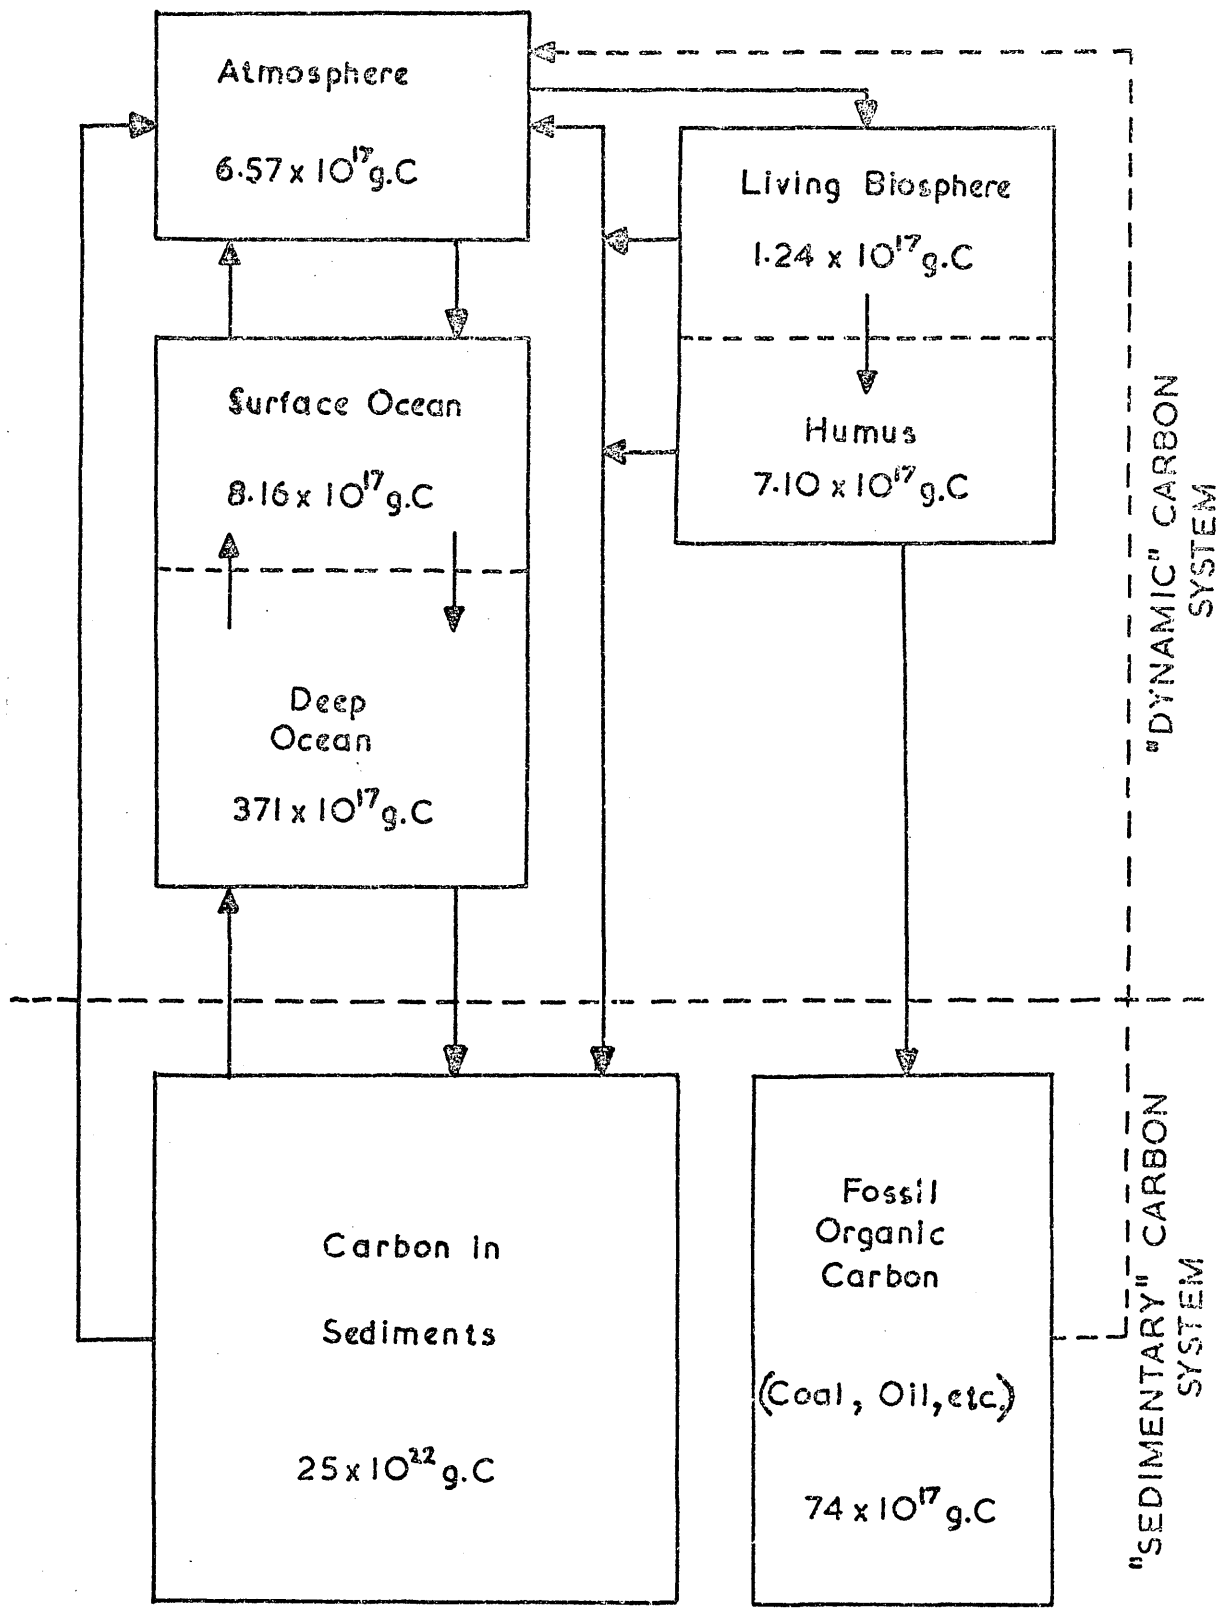 Atmosphere
6.57 x 10¹⁷g.C
Living Biosphere
1.24 x 10¹⁷g.C
Surface Ocean
8.16 x 10¹⁷g.C
Humus
7.10 x 10¹⁷g.C
Deep
Ocean
371 x 10¹⁷g.C
"DYNAMIC" CARBON
SYSTEM
Carbon in
Sediments
25 x 10²²g.C
Fossil
Organic
Carbon
(Coal, Oil, etc.)
74 x 10¹⁷g.C
"SEDIMENTARY" CARBON
SYSTEM